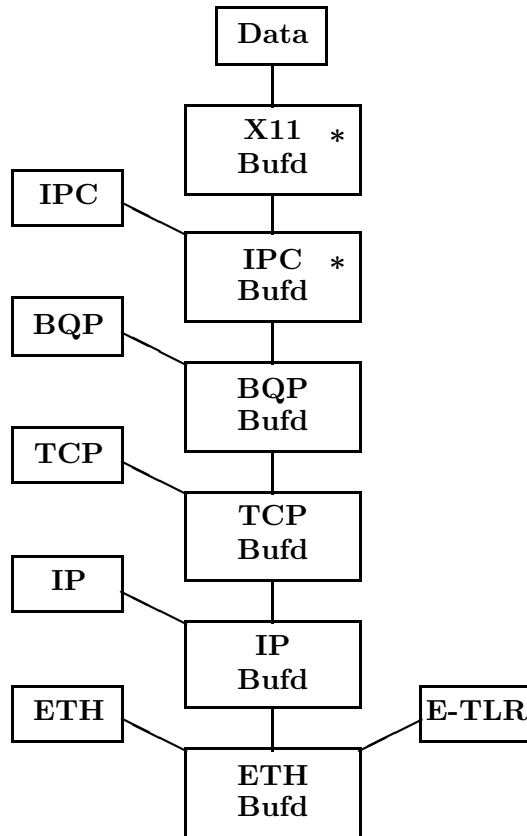 Data
X11 *
Bufd
IPC
IPC *
Bufd
BQP
BQP
Bufd
TCP
TCP
Bufd
IP
IP
Bufd
ETH
E-TLR
ETH
Bufd